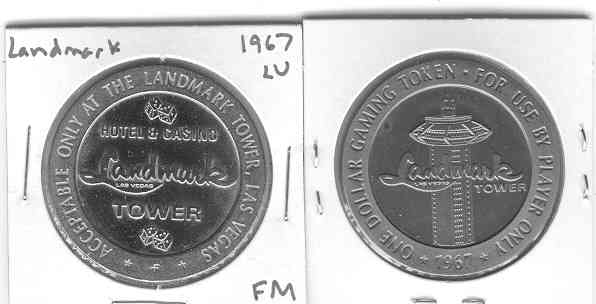 Landmark
1967
LV
ACCEPTABLE ONLY AT THE LANDMARK TOWER, LAS VEGAS
HOTEL & CASINO
Landmark
LAS VEGAS
TOWER
FM
ONE DOLLAR GAMING TOKEN • FOR USE BY PLAYER ONLY
Landmark
LAS VEGAS
TOWER
* 1967 *